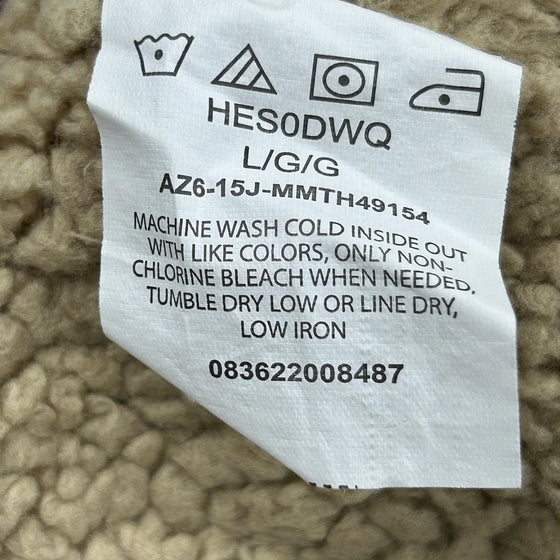 HES0DWQ
L/G/G
AZ6-15J-MMTH49154
MACHINE WASH COLD INSIDE OUT
WITH LIKE COLORS, ONLY NON-
CHLORINE BLEACH WHEN NEEDED,
TUMBLE DRY LOW OR LINE DRY,
LOW IRON
083622008487